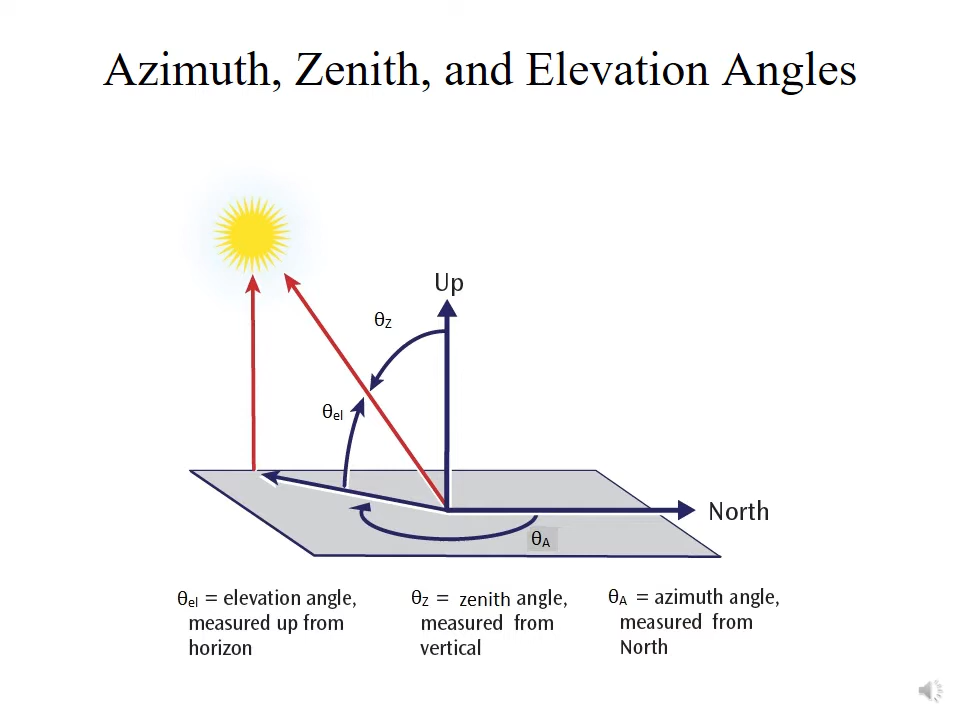 Azimuth, Zenith, and Elevation Angles
Up
θZ
θel
North
θA
θel = elevation angle,
measured up from
horizon
θZ = zenith angle,
measured from
vertical
θA = azimuth angle,
measured from
North